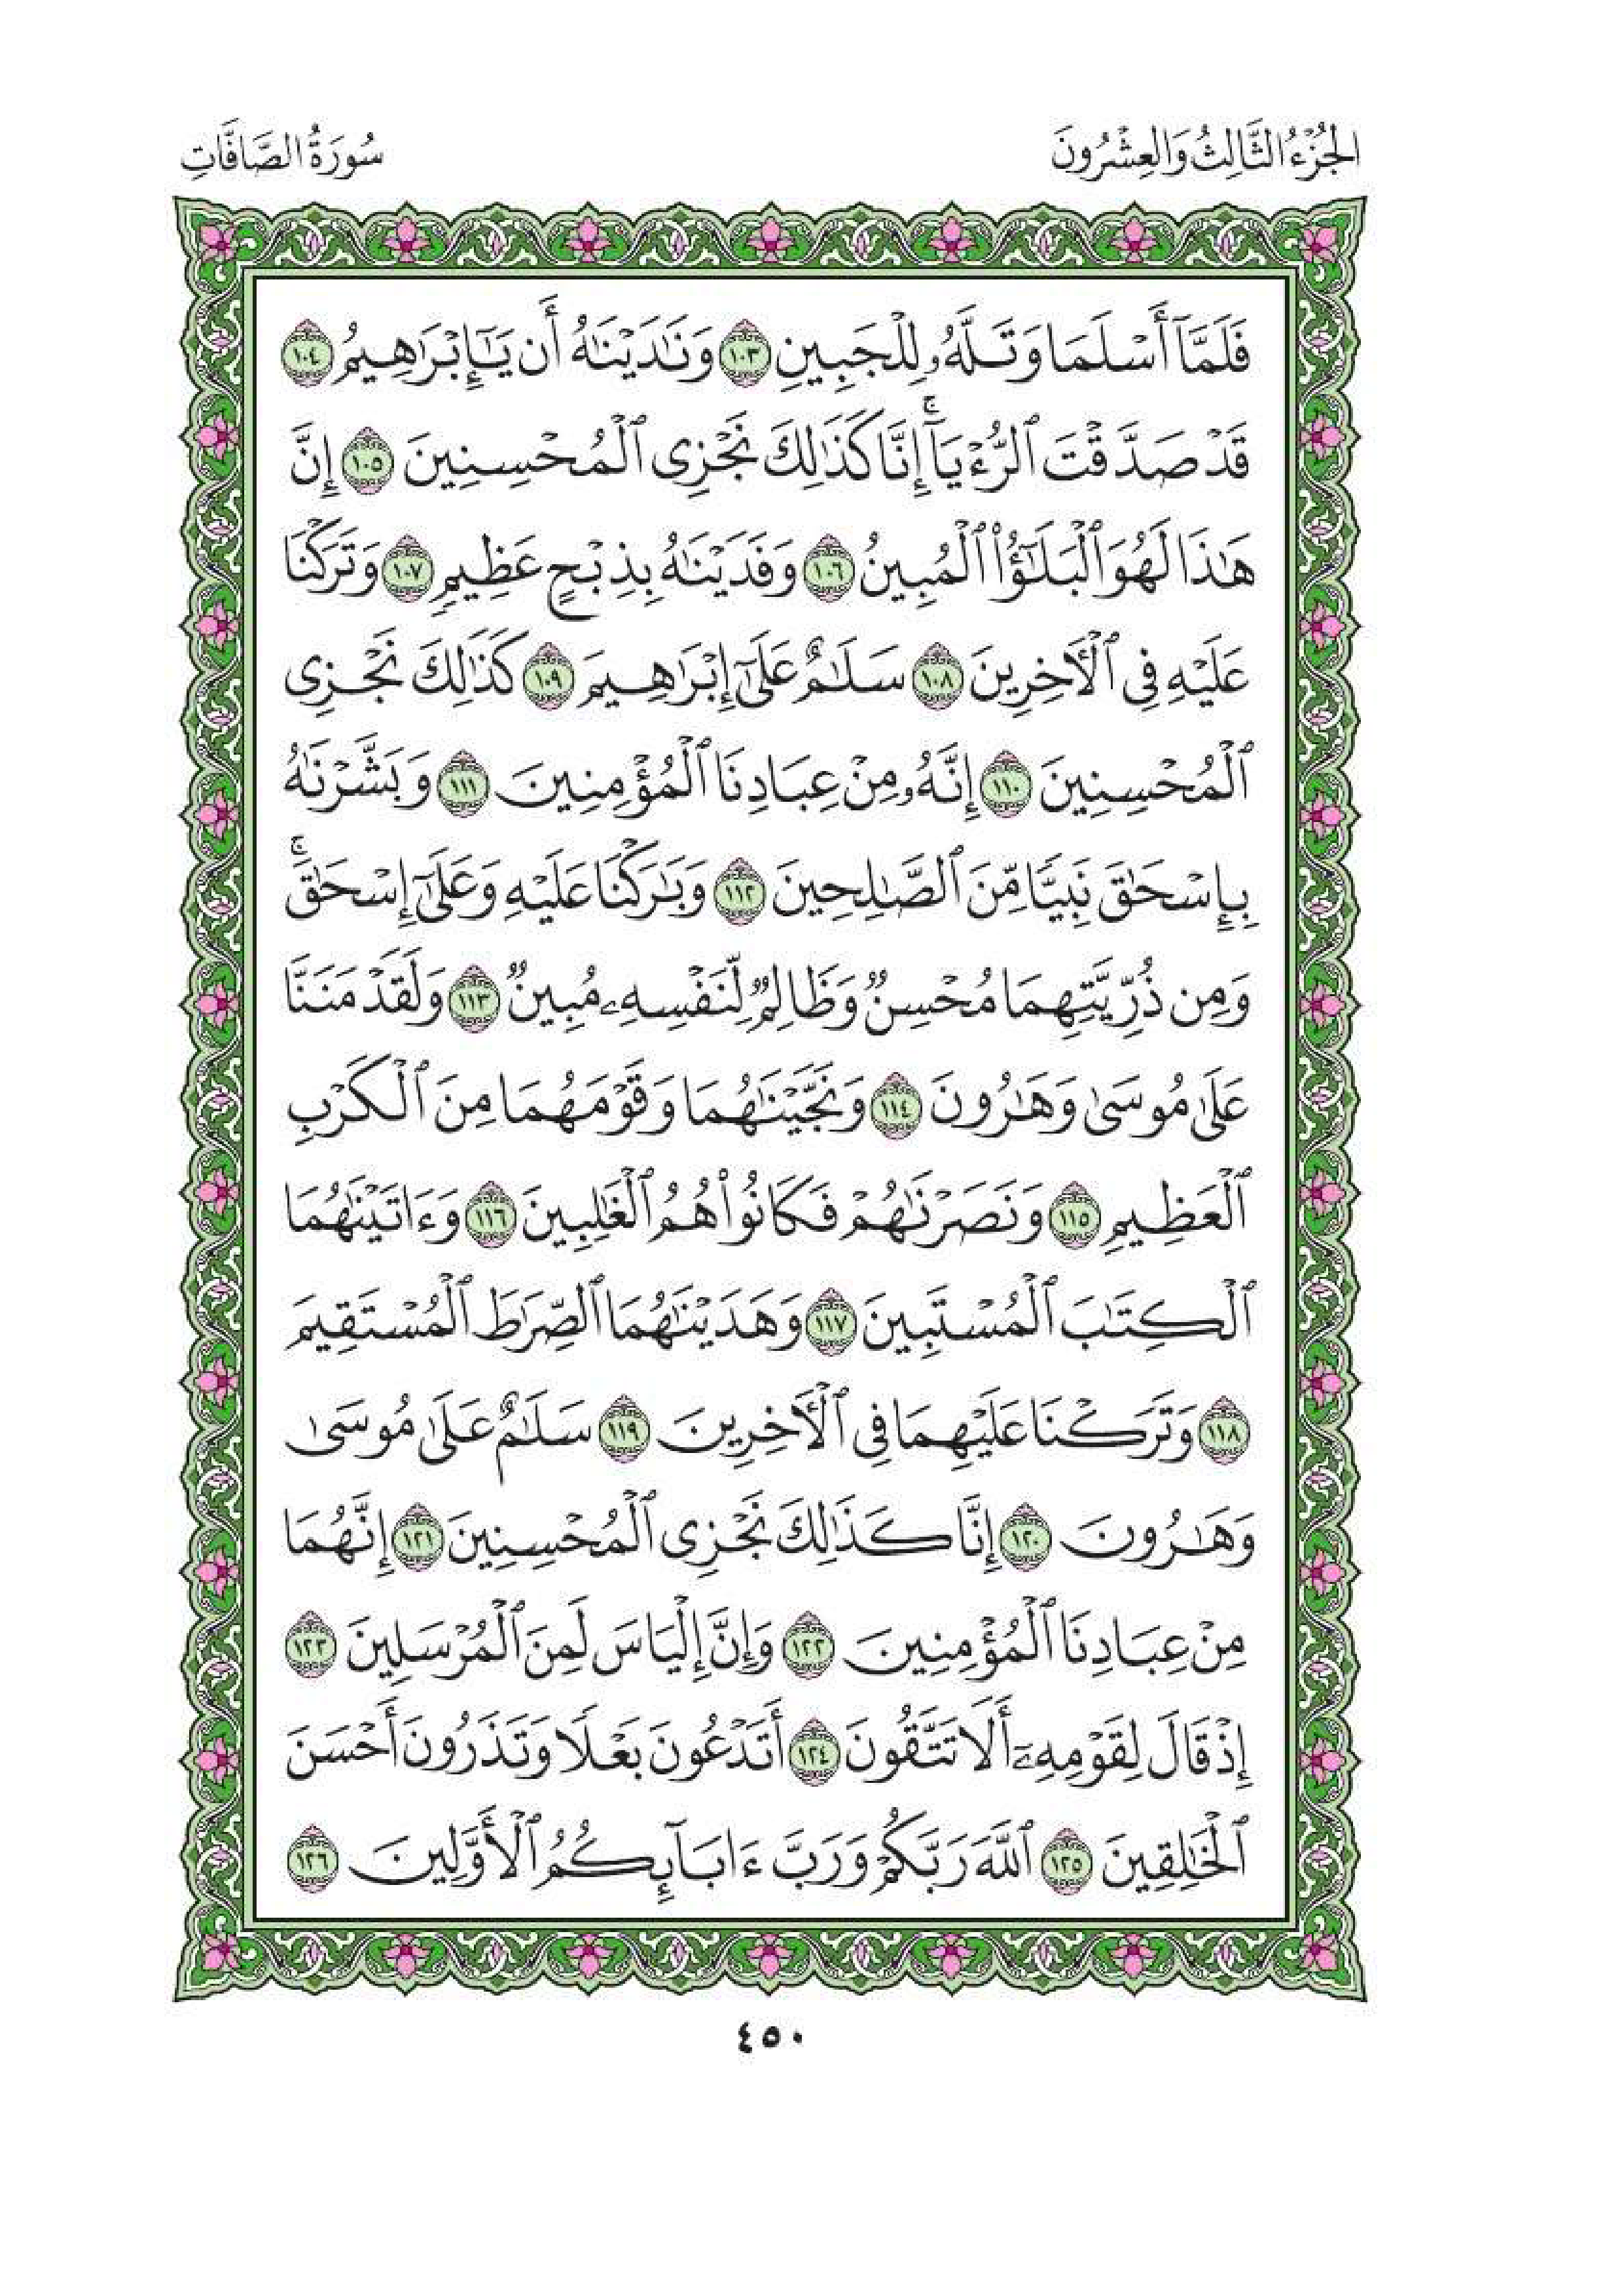 الجُزْءُ الثَّالِثُ وَالعِشْرُونَ
سُورَةُ الصَّافَّاتِ
فَلَمَّآ أَسْلَمَا وَتَلَّهُۥ لِلْجَبِينِ ١٠٣ وَنَٰدَيْنَٰهُ أَن يَٰٓإِبْرَٰهِيمُ ١٠٤
قَدْ صَدَّقْتَ ٱلرُّءْيَآ ۚ إِنَّا كَذَٰلِكَ نَجْزِى ٱلْمُحْسِنِينَ ١٠٥ إِنَّ
هَٰذَا لَهُوَ ٱلْبَلَٰٓؤُا۟ ٱلْمُبِينُ ١٠٦ وَفَدَيْنَٰهُ بِذِبْحٍ عَظِيمٍ ١٠٧ وَتَرَكْنَا
عَلَيْهِ فِى ٱلْأَخِرِينَ ١٠٨ سَلَٰمٌ عَلَىٰٓ إِبْرَٰهِيمَ ١٠٩ كَذَٰلِكَ نَجْزِى
ٱلْمُحْسِنِينَ ١١٠ إِنَّهُۥ مِنْ عِبَادِنَا ٱلْمُؤْمِنِينَ ١١١ وَبَشَّرْنَٰهُ
بِإِسْحَٰقَ نَبِيًّا مِّنَ ٱلصَّٰلِحِينَ ١١٢ وَبَٰرَكْنَا عَلَيْهِ وَعَلَىٰٓ إِسْحَٰقَ ۚ
وَمِن ذُرِّيَّتِهِمَا مُحْسِنٌ وَظَالِمٌ لِّنَفْسِهِۦ مُبِينٌ ١١٣ وَلَقَدْ مَنَنَّا
عَلَىٰ مُوسَىٰ وَهَٰرُونَ ١١٤ وَنَجَّيْنَٰهُمَا وَقَوْمَهُمَا مِنَ ٱلْكَرْبِ
ٱلْعَظِيمِ ١١٥ وَنَصَرْنَٰهُمْ فَكَانُوا۟ هُمُ ٱلْغَٰلِبِينَ ١١٦ وَءَاتَيْنَٰهُمَا
ٱلْكِتَٰبَ ٱلْمُسْتَبِينَ ١١٧ وَهَدَيْنَٰهُمَا ٱلصِّرَٰطَ ٱلْمُسْتَقِيمَ
١١٨ وَتَرَكْنَا عَلَيْهِمَا فِى ٱلْأَخِرِينَ ١١٩ سَلَٰمٌ عَلَىٰ مُوسَىٰ
وَهَٰرُونَ ١٢٠ إِنَّا كَذَٰلِكَ نَجْزِى ٱلْمُحْسِنِينَ ١٢١ إِنَّهُمَا
مِنْ عِبَادِنَا ٱلْمُؤْمِنِينَ ١٢٢ وَإِنَّ إِلْيَاسَ لَمِنَ ٱلْمُرْسَلِينَ ١٢٣
إِذْ قَالَ لِقَوْمِهِۦٓ أَلَا تَتَّقُونَ ١٢٤ أَتَدْعُونَ بَعْلًا وَتَذَرُونَ أَحْسَنَ
ٱلْخَٰلِقِينَ ١٢٥ ٱللَّهَ رَبَّكُمْ وَرَبَّ ءَابَآئِكُمُ ٱلْأَوَّلِينَ ١٢٦
٤٥٠